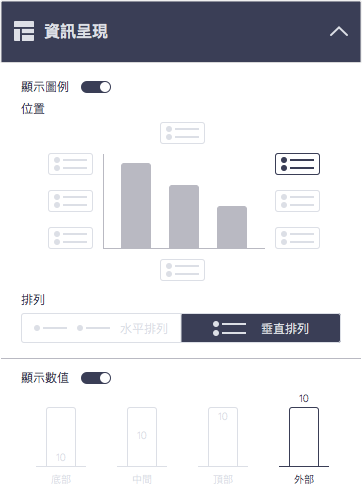 資訊呈現
顯示圖例
位置
排列
水平排列
垂直排列
顯示數值
10
10
10
10
底部
中間
頂部
外部